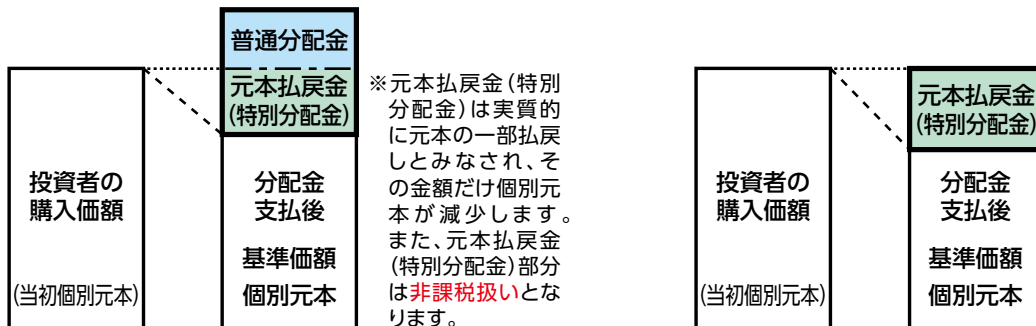 普通分配金
元本払戻金
(特別分配金)
投資者の
購入価額
(当初個別元本)
分配金
支払後
基準価額
個別元本
※元本払戻金(特別
分配金)は実質的
に元本の一部払戻
しとみなされ、そ
の金額だけ個別元
本が減少します。
また、元本払戻金
(特別分配金)部分
は非課税扱いとな
ります。
元本払戻金
(特別分配金)
投資者の
購入価額
(当初個別元本)
分配金
支払後
基準価額
個別元本